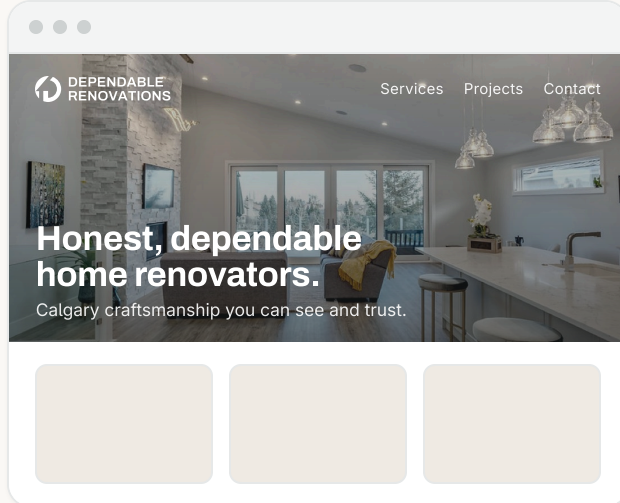 DEPENDABLE
RENOVATIONS
Services Projects Contact
Honest, dependable
home renovators.
Calgary craftsmanship you can see and trust.